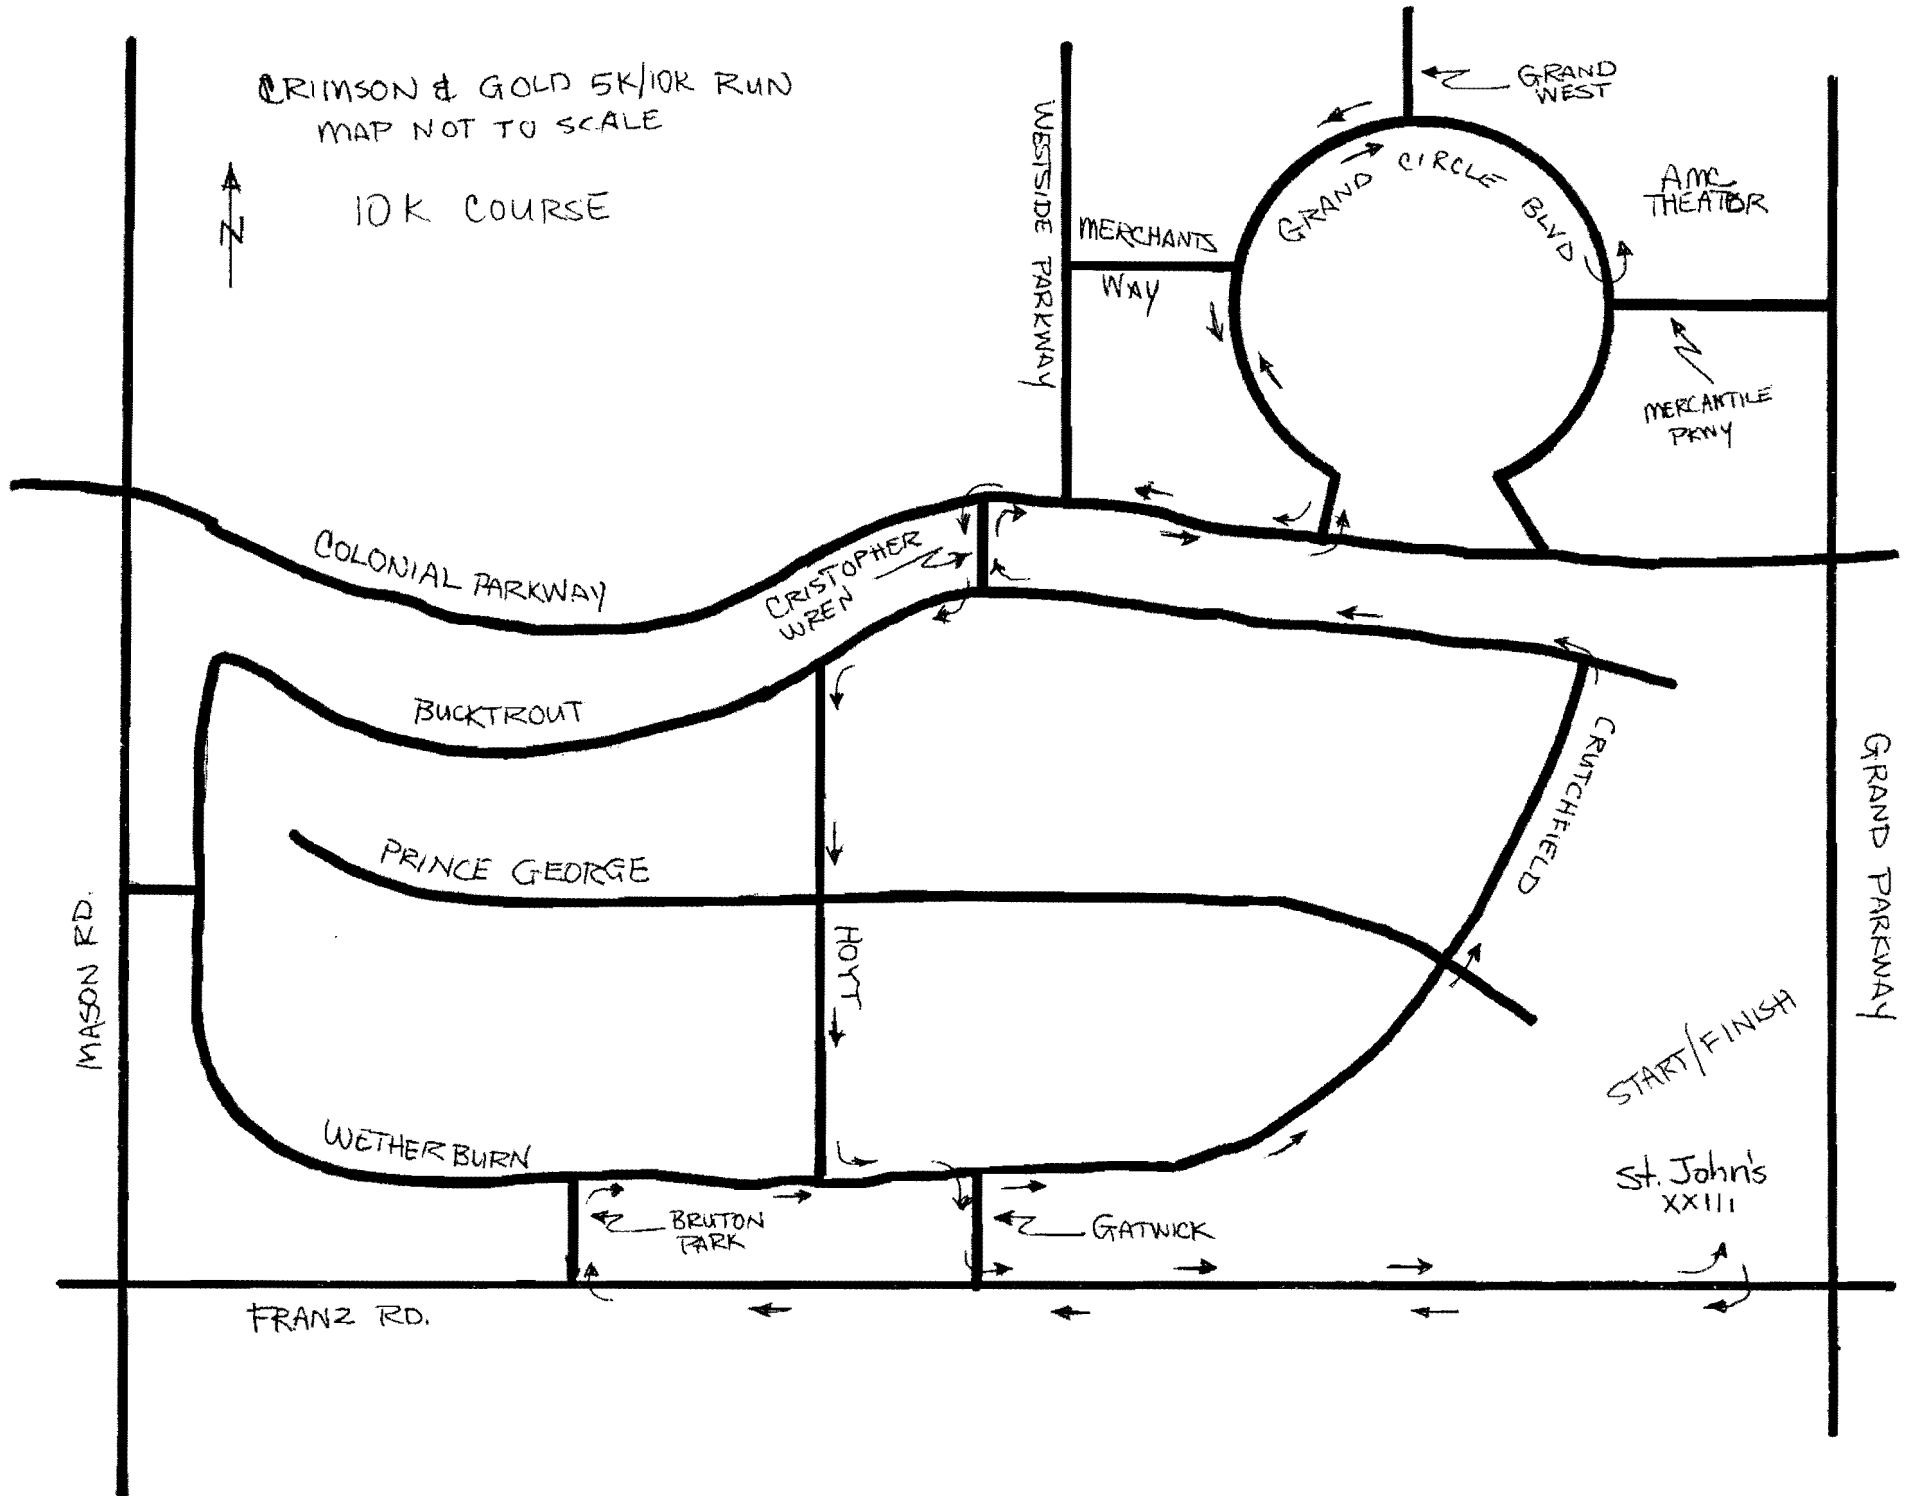 CRIMSON & GOLD 5K/10K RUN
MAP NOT TO SCALE
N
10K COURSE
WESTSIDE PARKWAY
GRAND
WEST
GRAND CIRCLE BLVD
AMC
THEATOR
MERCHANTS
WAY
MERCANTILE
PKWY
COLONIAL PARKWAY
CRISTOPHER
WREN
BUCKTROUT
CRUTCHFIELD
GRAND PARKWAY
PRINCE GEORGE
HOYT
MASON RD.
START/FINISH
WETHERBURN
St. John's
XXIII
BRUTON
PARK
GATWICK
FRANZ RD.